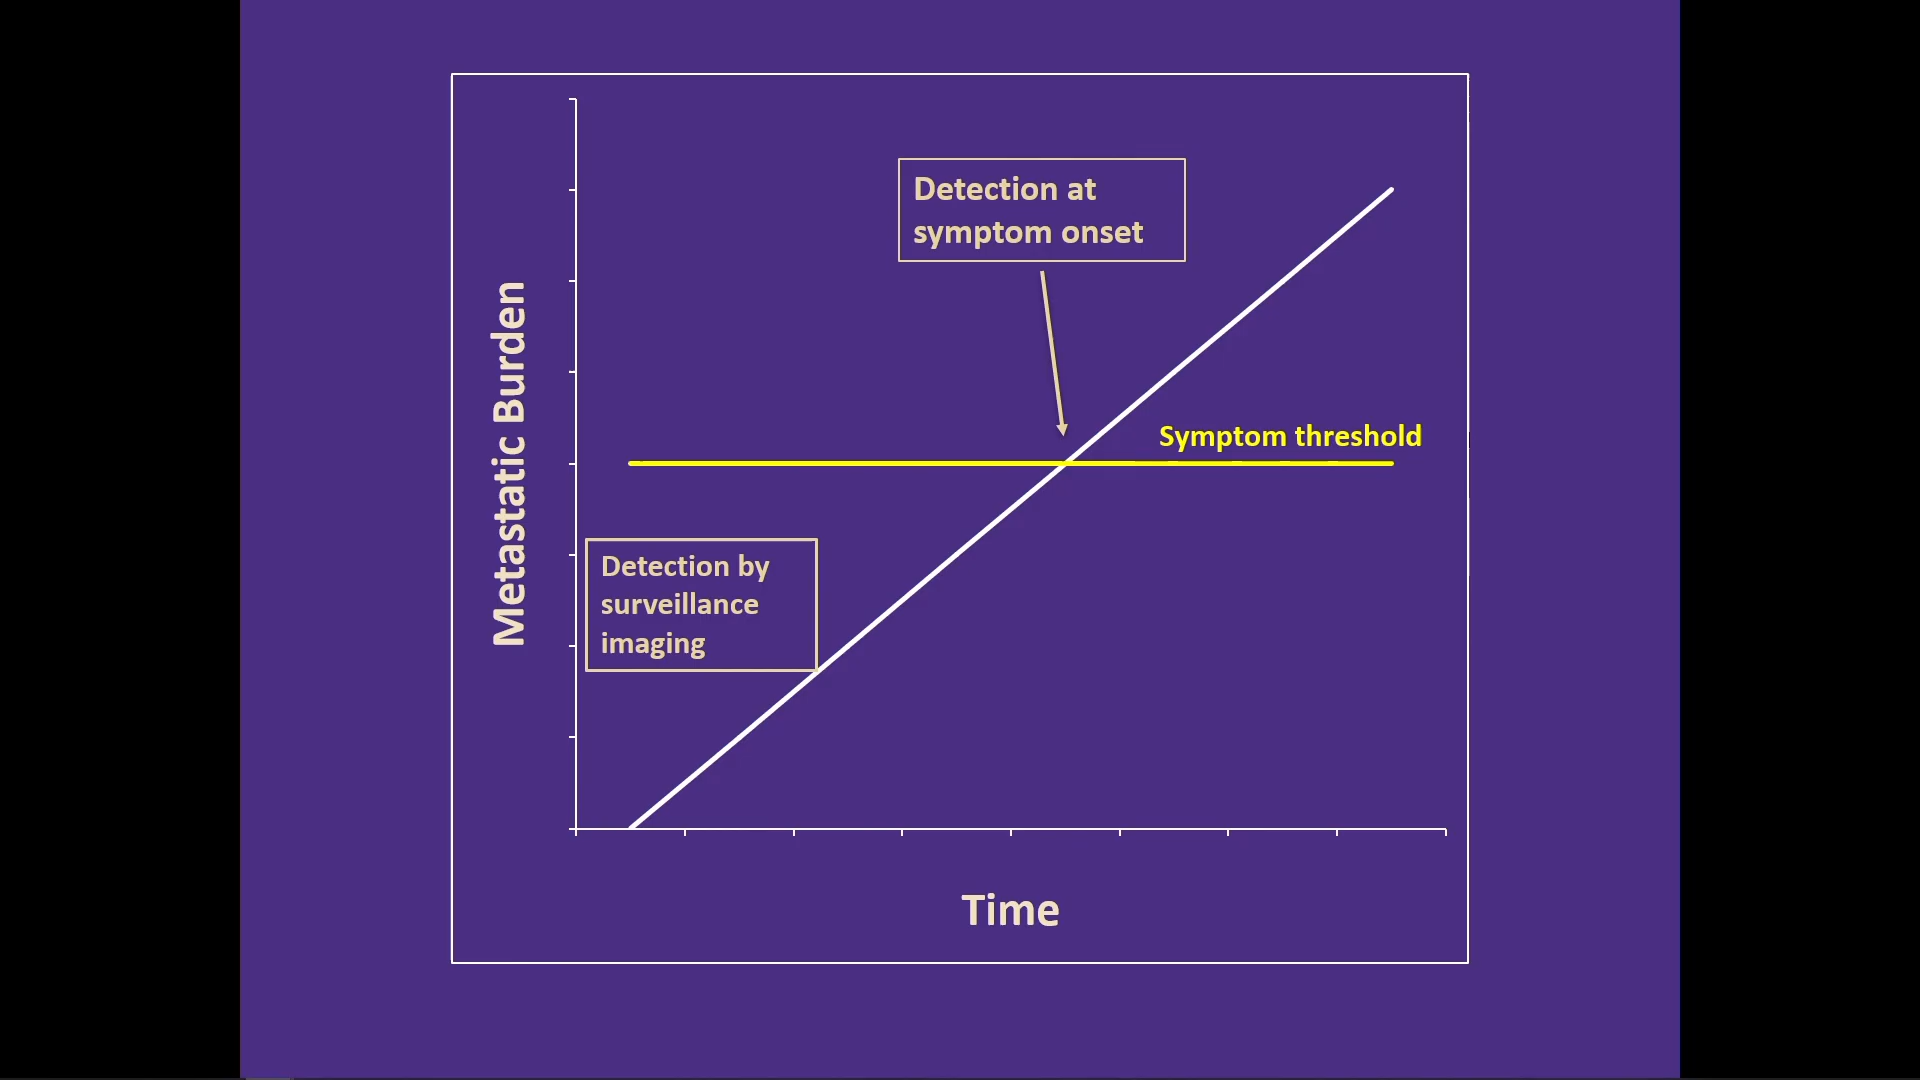 Detection at
symptom onset
Symptom threshold
Detection by
surveillance
imaging
Metastatic Burden
Time